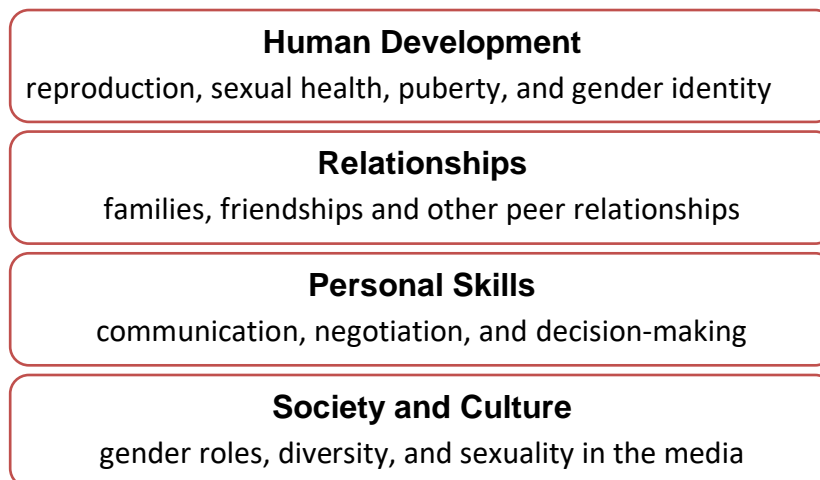 Human Development
reproduction, sexual health, puberty, and gender identity
Relationships
families, friendships and other peer relationships
Personal Skills
communication, negotiation, and decision-making
Society and Culture
gender roles, diversity, and sexuality in the media